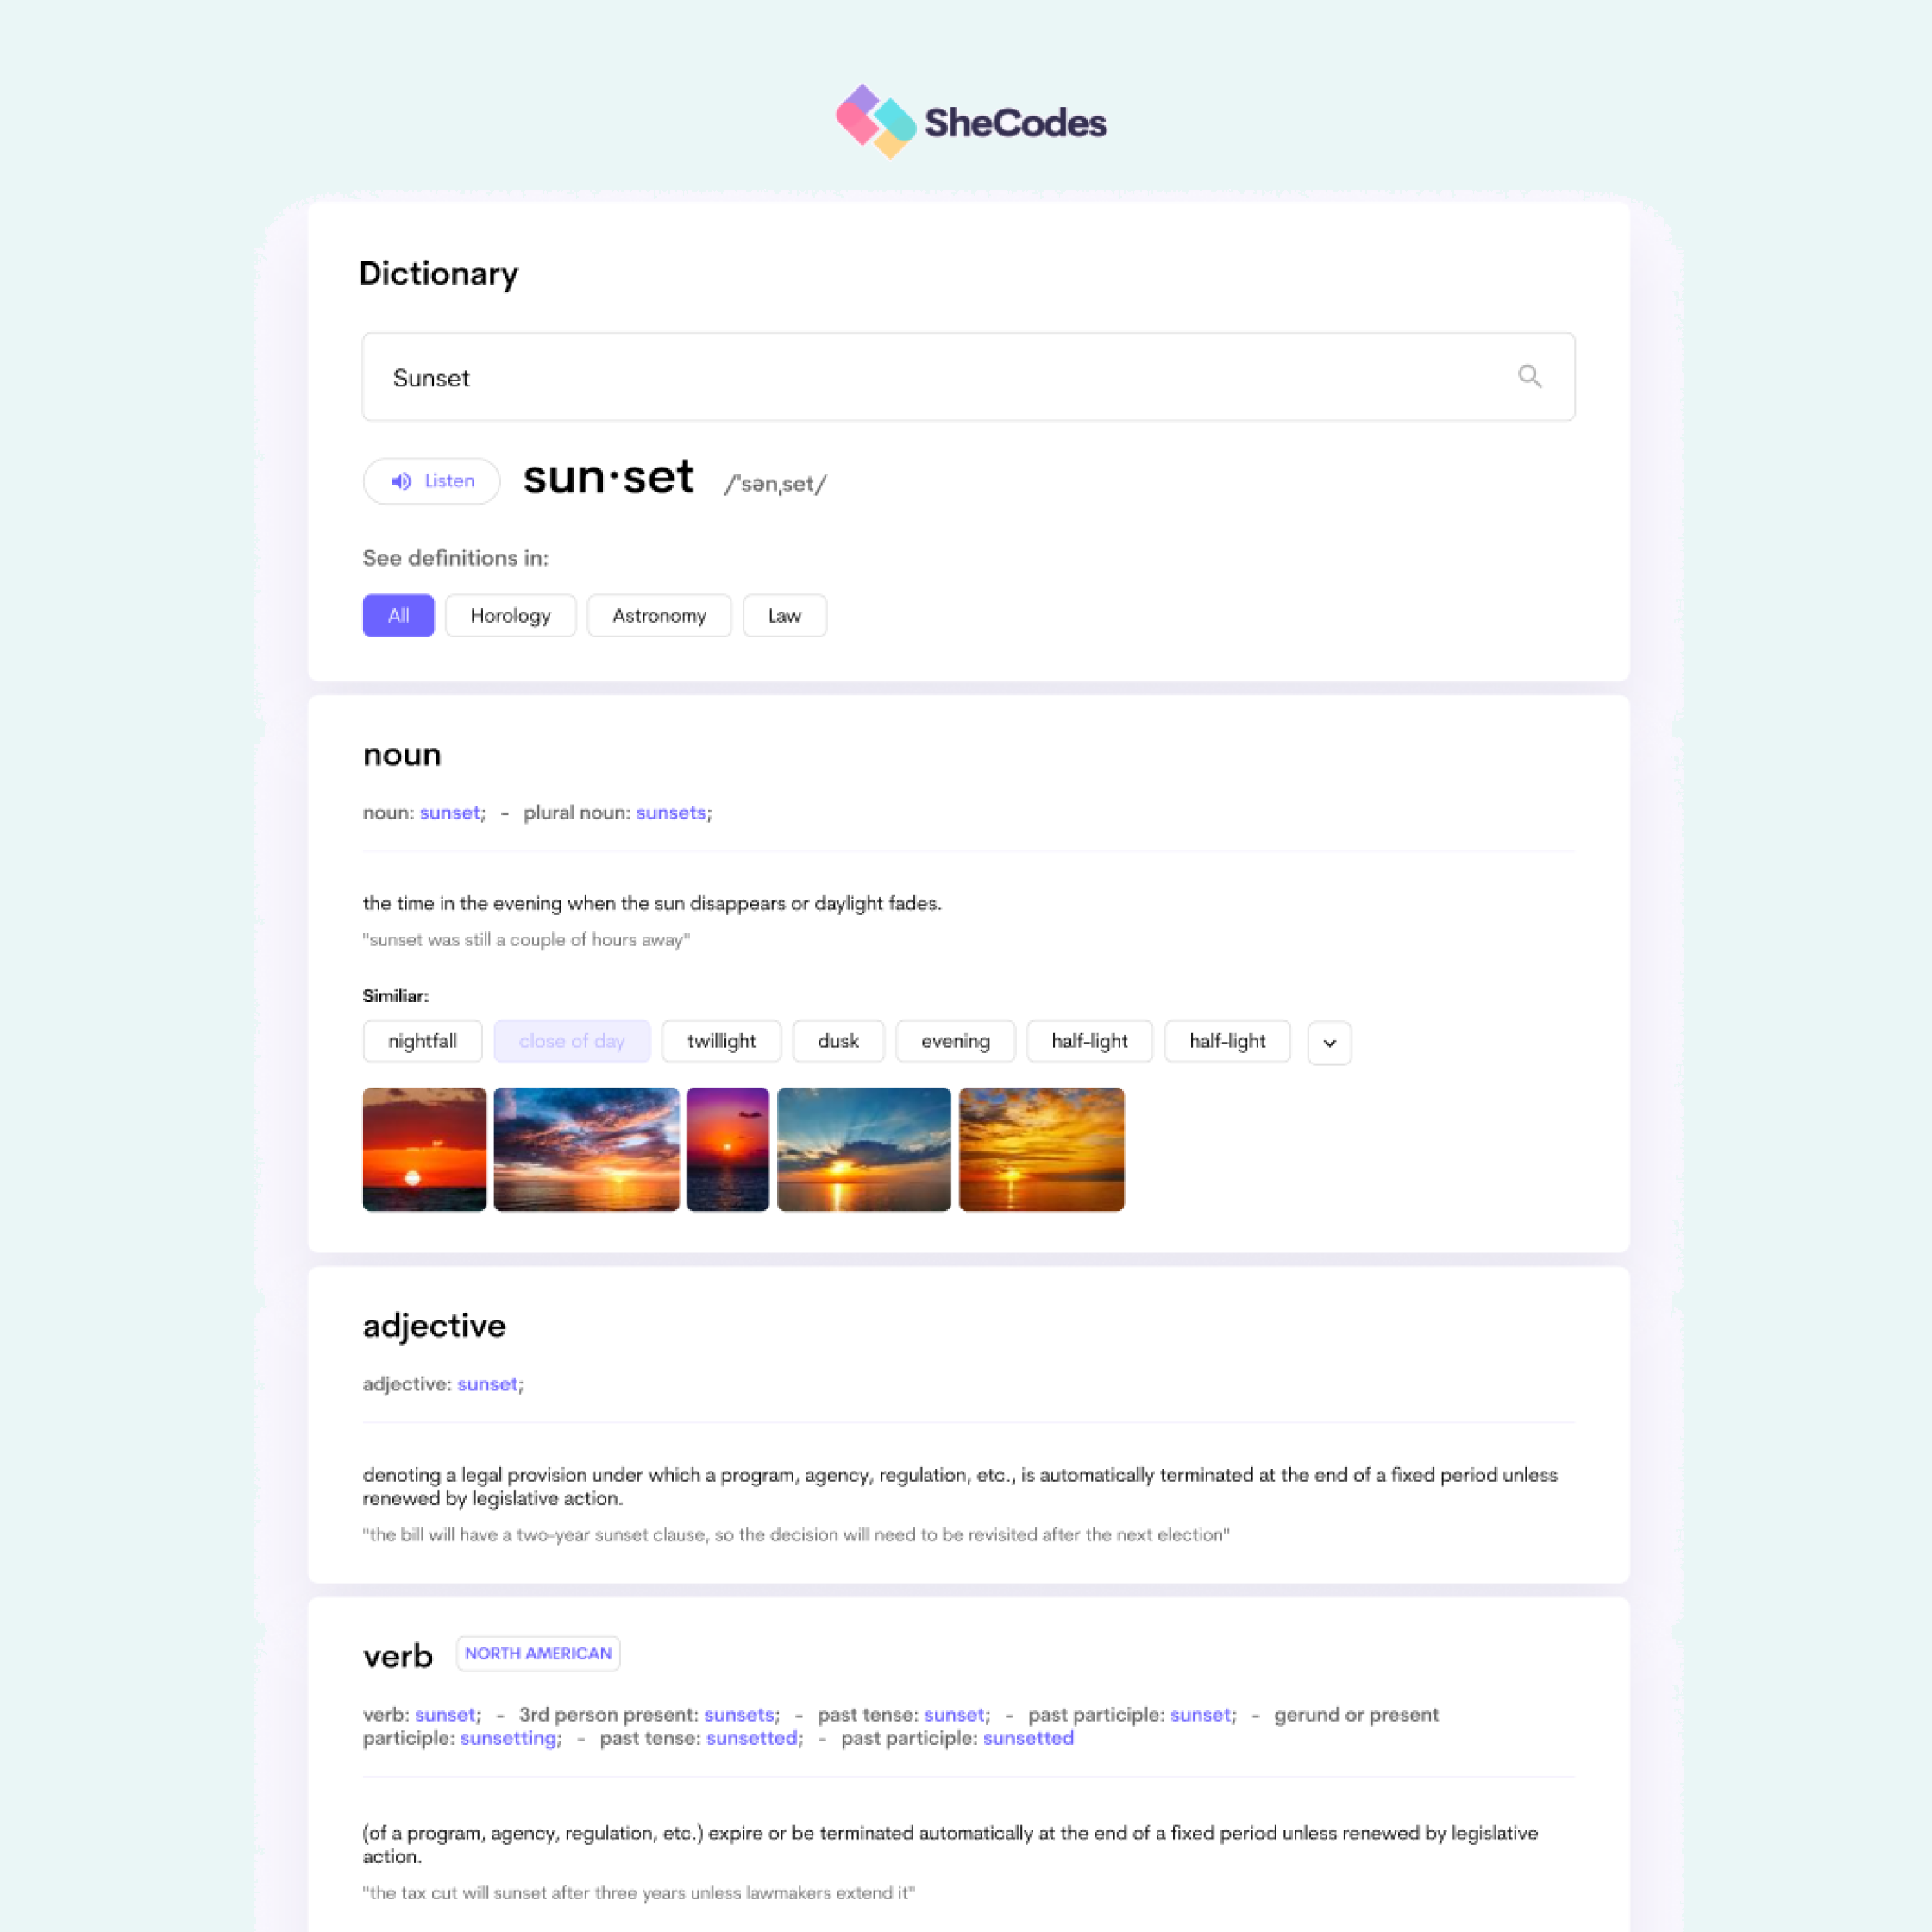 SheCodes
Dictionary
Sunset
Listen sun·set /ˈsənˌset/
See definitions in:
All Horology Astronomy Law
noun
noun: sunset; - plural noun: sunsets;
the time in the evening when the sun disappears or daylight fades.
"sunset was still a couple of hours away"
Similiar:
nightfall close of day twillight dusk evening half-light half-light
adjective
adjective: sunset;
denoting a legal provision under which a program, agency, regulation, etc., is automatically terminated at the end of a fixed period unless
renewed by legislative action.
"the bill will have a two-year sunset clause, so the decision will need to be revisited after the next election"
verb NORTH AMERICAN
verb: sunset; - 3rd person present: sunsets; - past tense: sunset; - past participle: sunset; - gerund or present
participle: sunsetting; - past tense: sunsetted; - past participle: sunsetted
(of a program, agency, regulation, etc.) expire or be terminated automatically at the end of a fixed period unless renewed by legislative
action.
"the tax cut will sunset after three years unless lawmakers extend it"